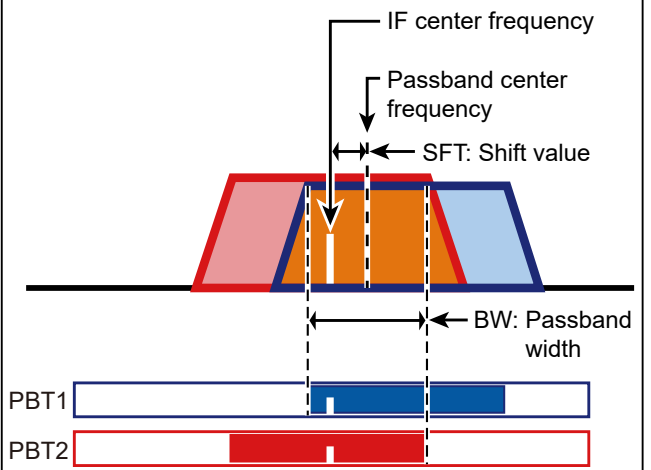 IF center frequency
Passband center
frequency
SFT: Shift value
BW: Passband
width
PBT1
PBT2